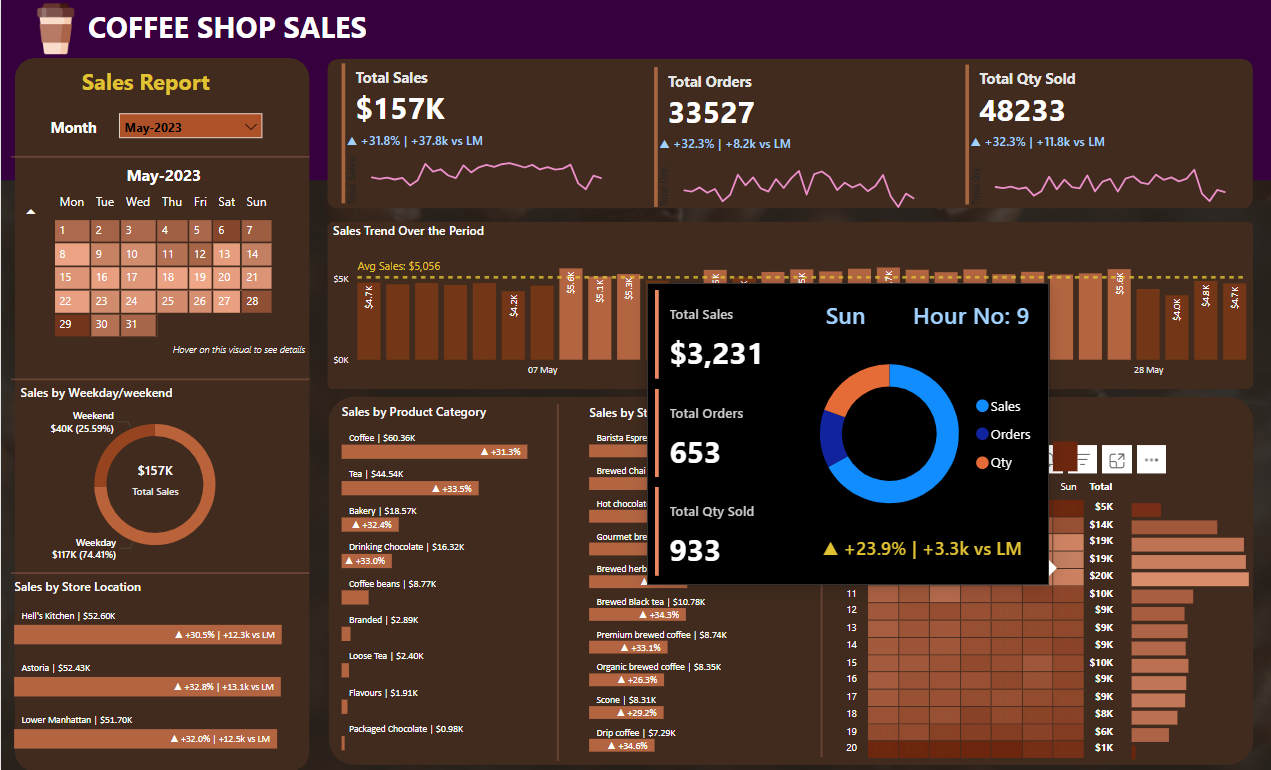 COFFEE SHOP SALES
Sales Report
Month
May-2023
May-2023
Mon Tue Wed Thu Fri Sat Sun
1 2 3 4 5 6 7
8 9 10 11 12 13 14
15 16 17 18 19 20 21
22 23 24 25 26 27 28
29 30 31
Hover on this visual to see details
Sales by Weekday/weekend
Weekend
$40K (25.59%)
$157K
Total Sales
Weekday
$117K (74.41%)
Sales by Store Location
Hell's Kitchen | $52.60K
▲ +30.5% | +12.3k vs LM
Astoria | $52.43K
▲ +32.8% | +13.1k vs LM
Lower Manhattan | $51.70K
▲ +32.0% | +12.5k vs LM
Total Sales
$157K
▲ +31.8% | +37.8k vs LM
Total Orders
33527
▲ +32.3% | +8.2k vs LM
Total Qty Sold
48233
▲ +32.3% | +11.8k vs LM
Sales Trend Over the Period
Avg Sales: $5,056
$5K
$0K
$4.7K
$4.2K
$5.6K
$5.1K
$5.3K
$5.6K
$4.0K
$4.8K
$4.7K
07 May
28 May
Sales by Product Category
Coffee | $60.36K
▲ +31.3%
Tea | $44.54K
▲ +33.5%
Bakery | $18.57K
▲ +32.4%
Drinking Chocolate | $16.32K
▲ +33.0%
Coffee beans | $8.77K
Branded | $2.89K
Loose Tea | $2.40K
Flavours | $1.91K
Packaged Chocolate | $0.98K
Sales by St
Barista Espre
Brewed Chai
Hot chocolat
Gourmet bre
Brewed herb
Brewed Black tea | $10.78K
▲ +34.3%
Premium brewed coffee | $8.74K
▲ +33.1%
Organic brewed coffee | $8.35K
▲ +26.3%
Scone | $8.31K
▲ +29.2%
Drip coffee | $7.29K
▲ +34.6%
Total Sales
$3,231
Total Orders
653
Total Qty Sold
933
Sun
Hour No: 9
Sales
Orders
Qty
▲ +23.9% | +3.3k vs LM
Sun Total
$5K
$14K
$19K
$19K
$20K
11 $10K
12 $9K
13 $9K
14 $9K
15 $10K
16 $9K
17 $9K
18 $8K
19 $6K
20 $1K